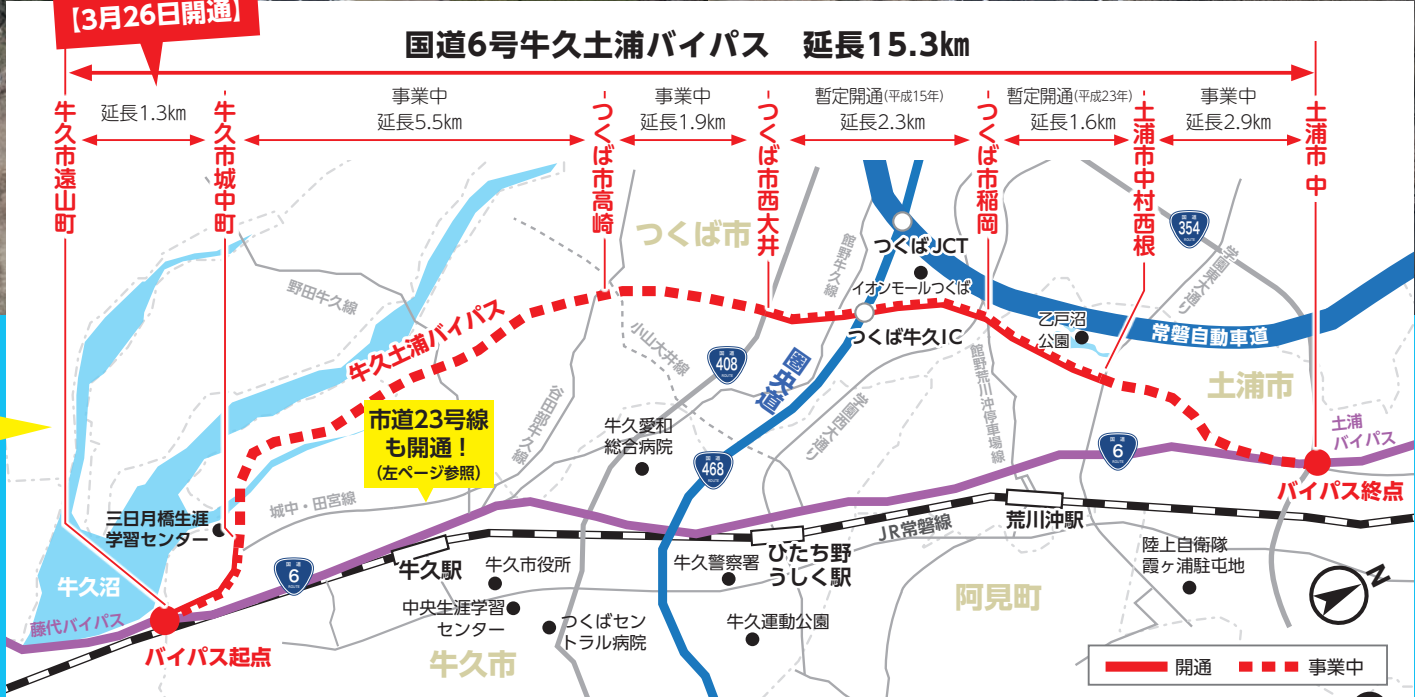 【3月26日開通】
国道6号牛久土浦バイパス　延長15.3km
延長1.3km
事業中
延長5.5km
事業中
延長1.9km
暫定開通(平成15年)
延長2.3km
暫定開通(平成23年)
延長1.6km
事業中
延長2.9km
牛久市遠山町
牛久市城中町
つくば市高崎
つくば市西大井
つくば市稲岡
土浦市中村西根
土浦市 中
つくば市
館野牛久線
つくばJCT
イオンモールつくば
国道
354
ROUTE
学園東大通り
野田牛久線
牛久土浦バイパス
小山大井線
国道
408
ROUTE
圏央道
つくば牛久IC
乙戸沼
公園
常磐自動車道
館野荒川沖停車場線
土浦市
市道23号線
も開通！
(左ページ参照)
谷田部牛久線
牛久愛和
総合病院
学園西大通り
国道
468
ROUTE
国道
6
ROUTE
土浦
バイパス
バイパス終点
三日月橋生涯
学習センター
城中・田宮線
牛久沼
国道
6
ROUTE
牛久駅
牛久市役所
中央生涯学習
センター
つくばセン
トラル病院
牛久警察署
ひたち野
うしく駅
JR常磐線
荒川沖駅
陸上自衛隊
霞ヶ浦駐屯地
阿見町
牛久運動公園
藤代バイパス
バイパス起点
牛久市
N
開通
事業中